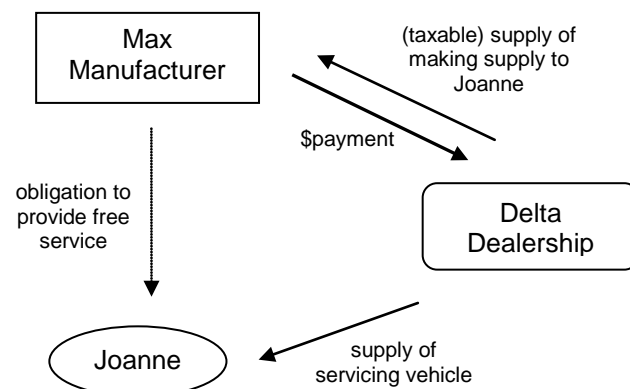 Max
Manufacturer
(taxable) supply of
making supply to
Joanne
$payment
obligation to
provide free
service
Delta
Dealership
Joanne
supply of
servicing vehicle